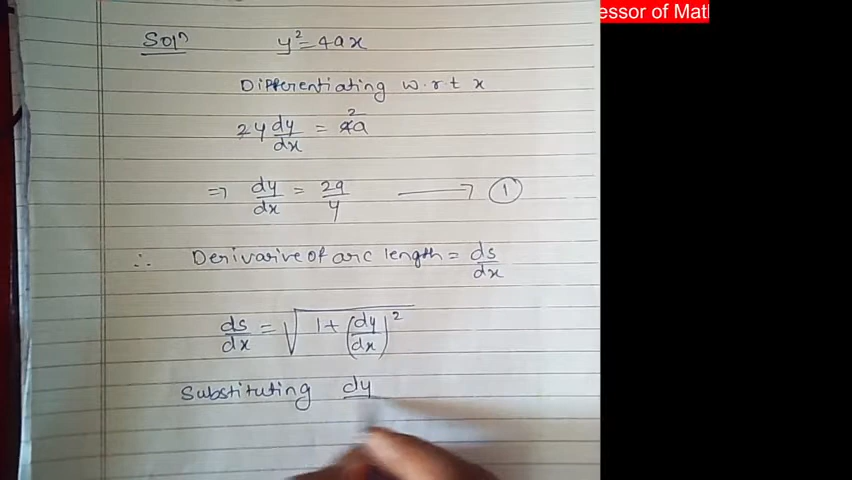 essor of Mat
Soln y² = 4ax
Differentiating w.r.t x
2y dy/dx = 4a 2
=> dy/dx = 2a/y → 1
∴ Derivarive of arc length = ds/dx
ds/dx = √(1+(dy/dx)²)
Substituting dy